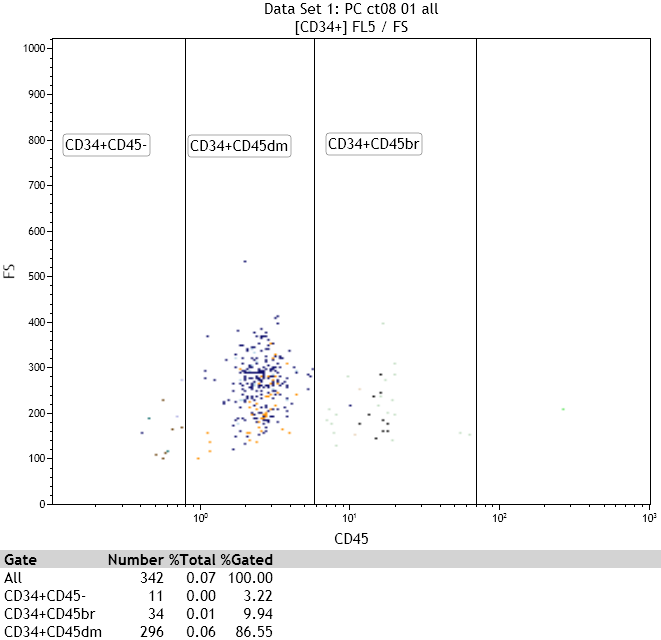 Data Set 1: PC ct08 01 all
[CD34+] FL5 / FS
1000
900
800
CD34+CD45-
CD34+CD45dm
CD34+CD45br
700
600
FS
500
400
300
200
100
0
10⁰ 10¹ 10² 10³
CD45
Gate Number %Total %Gated
All 342 0.07 100.00
CD34+CD45- 11 0.00 3.22
CD34+CD45br 34 0.01 9.94
CD34+CD45dm 296 0.06 86.55